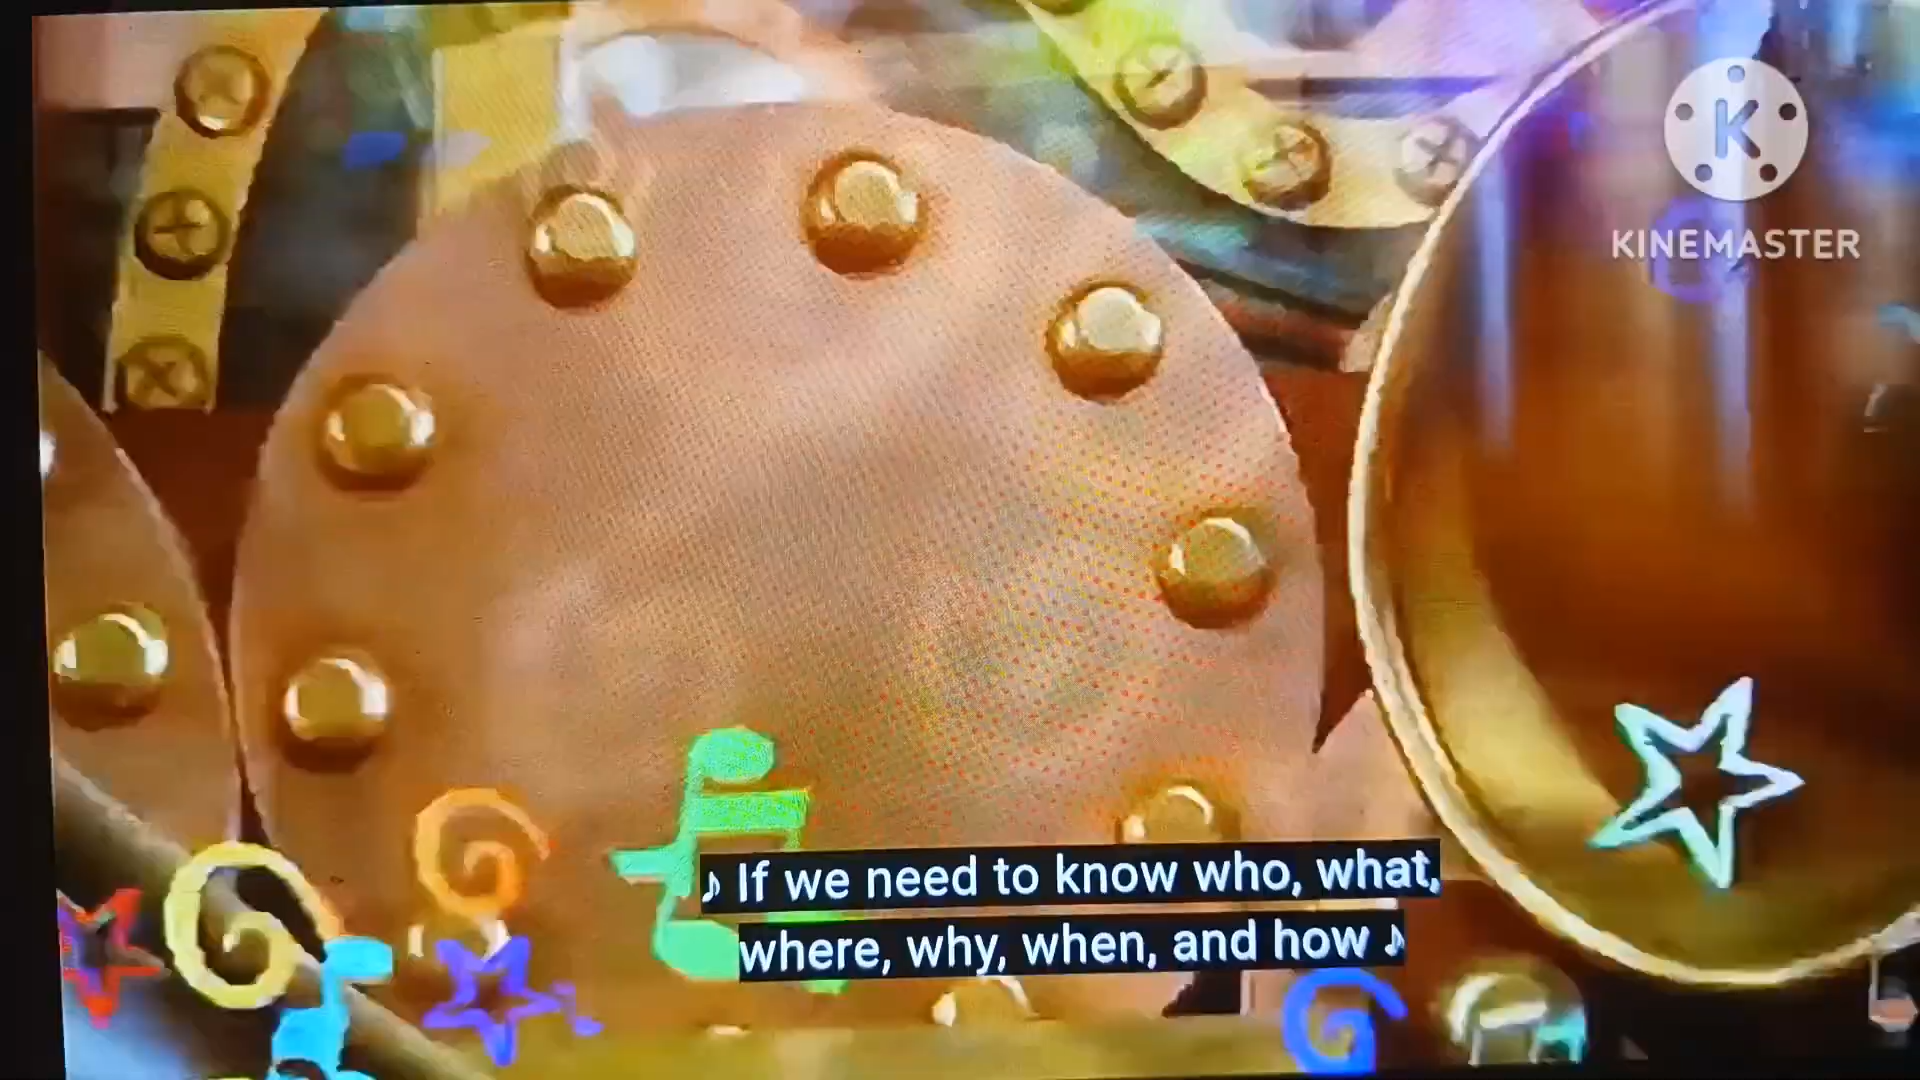 K
KINEMASTER
♪ If we need to know who, what,
where, why, when, and how ♪